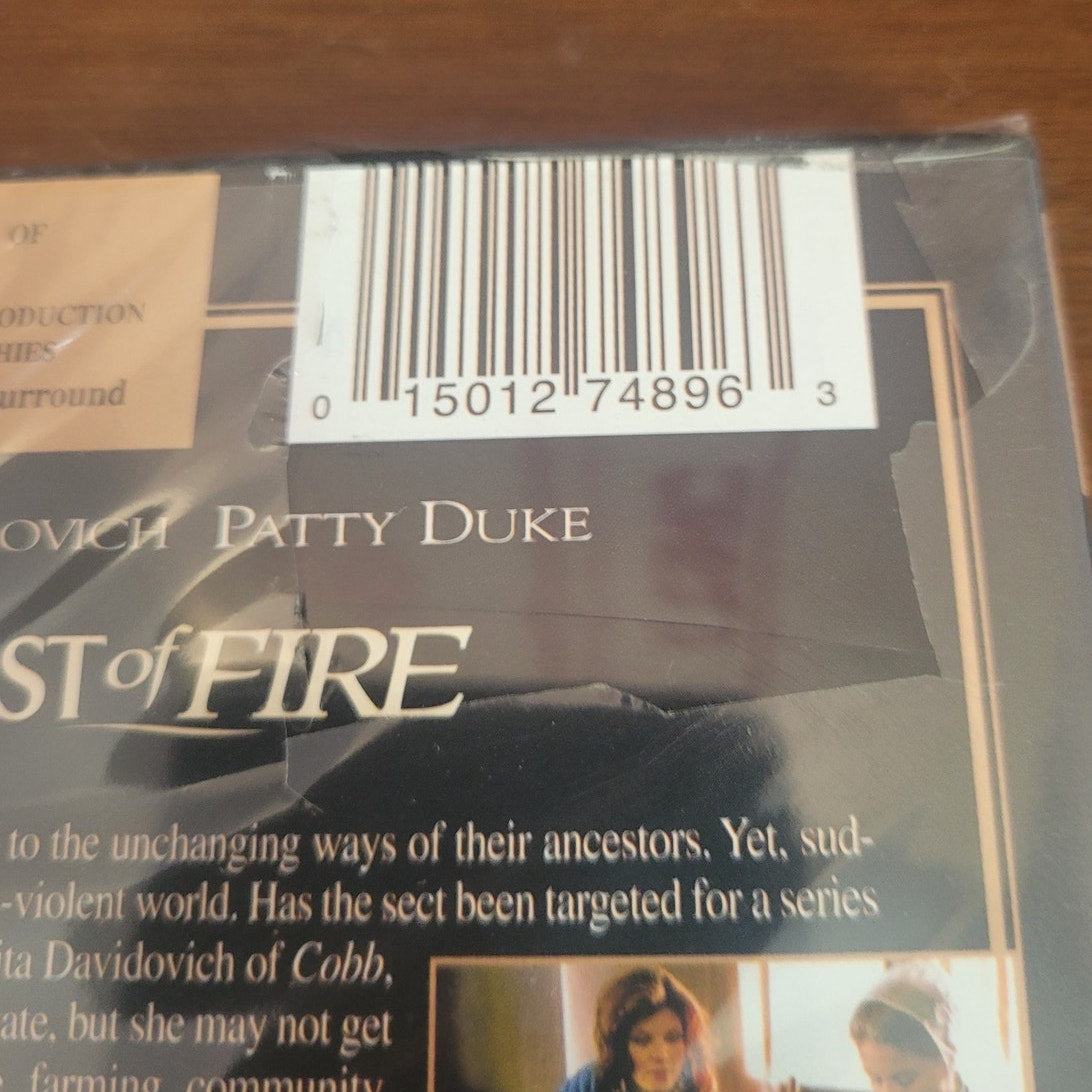 OF
ODUCTION
HIES
urround
0 15012 74896 3
OVICH PATTY DUKE
ST of FIRE
to the unchanging ways of their ancestors. Yet, sud-
-violent world. Has the sect been targeted for a series
ita Davidovich of Cobb,
ate, but she may not get
farming community